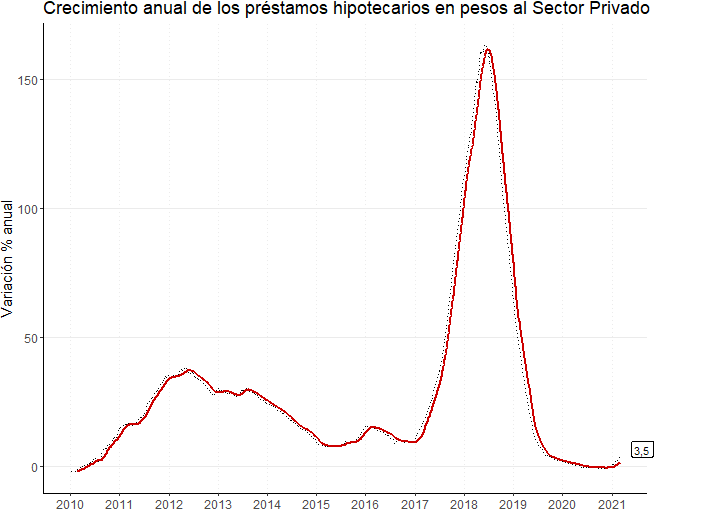 Crecimiento anual de los préstamos hipotecarios en pesos al Sector Privado
Variación % anual
150
100
50
0
3,5
2010 2011 2012 2013 2014 2015 2016 2017 2018 2019 2020 2021